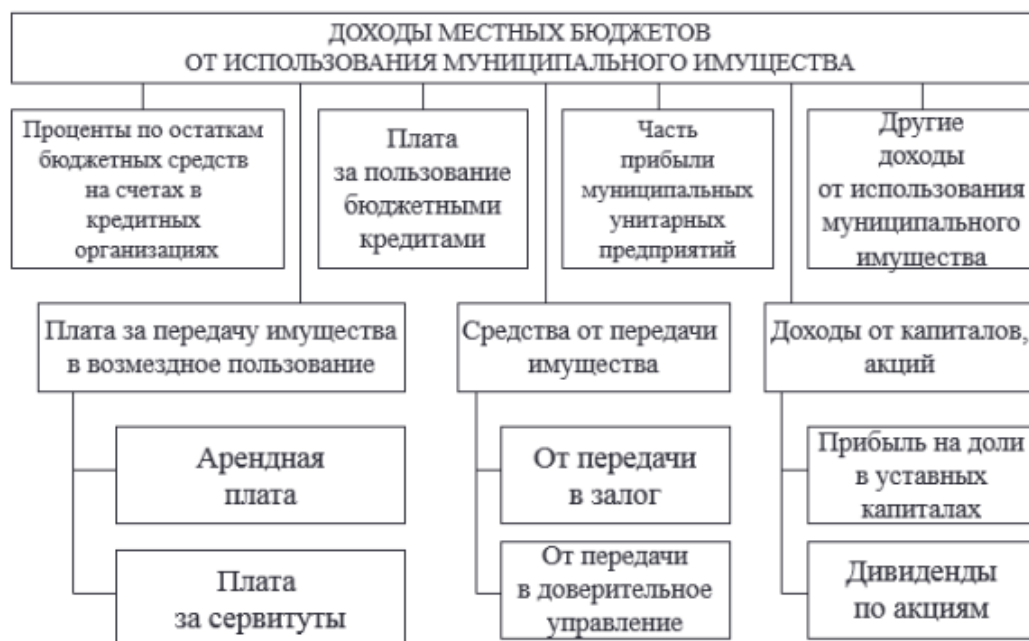 ДОХОДЫ МЕСТНЫХ БЮДЖЕТОВ
ОТ ИСПОЛЬЗОВАНИЯ МУНИЦИПАЛЬНОГО ИМУЩЕСТВА
Проценты по остаткам
бюджетных средств
на счетах в
кредитных
организациях
Плата
за пользование
бюджетными
кредитами
Часть
прибыли
муниципальных
унитарных
предприятий
Другие
доходы
от использования
муниципального
имущества
Плата за передачу имущества
в возмездное пользование
Средства от передачи
имущества
Доходы от капиталов,
акций
Арендная
плата
От передачи
в залог
Прибыль на доли
в уставных
капиталах
Плата
за сервитуты
От передачи
в доверительное
управление
Дивиденды
по акциям